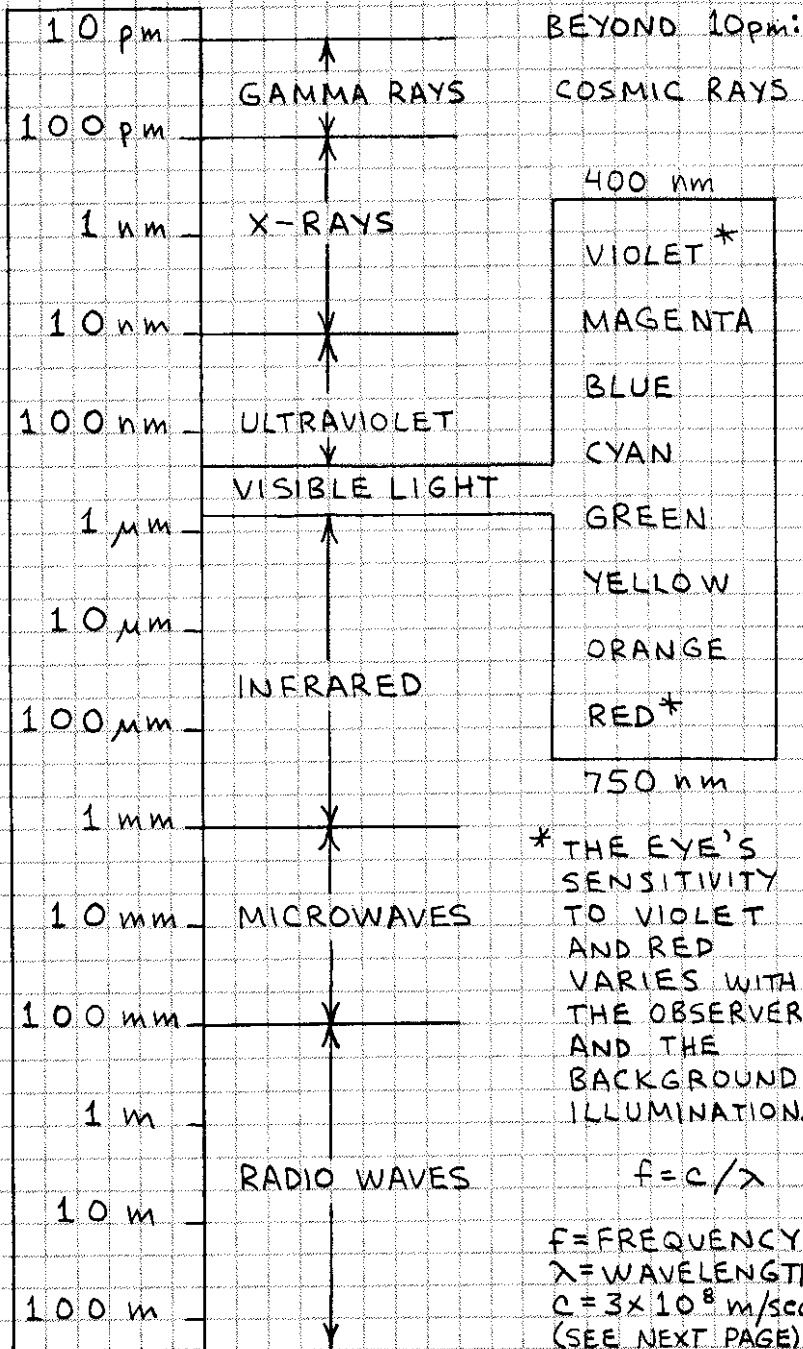 10 pm
GAMMA RAYS
100 pm
X-RAYS
1 nm
10 nm
ULTRAVIOLET
100 nm
VISIBLE LIGHT
1 μm
10 μm
INFRARED
100 μm
1 mm
MICROWAVES
10 mm
100 mm
1 m
RADIO WAVES
10 m
100 m
BEYOND 10pm:
COSMIC RAYS
400 nm
VIOLET *
MAGENTA
BLUE
CYAN
GREEN
YELLOW
ORANGE
RED *
750 nm
* THE EYE'S
SENSITIVITY
TO VIOLET
AND RED
VARIES WITH
THE OBSERVER
AND THE
BACKGROUND
ILLUMINATION.
f = c / λ
f = FREQUENCY
λ = WAVELENGTH
C = 3 x 10⁸ m/sec
(SEE NEXT PAGE)